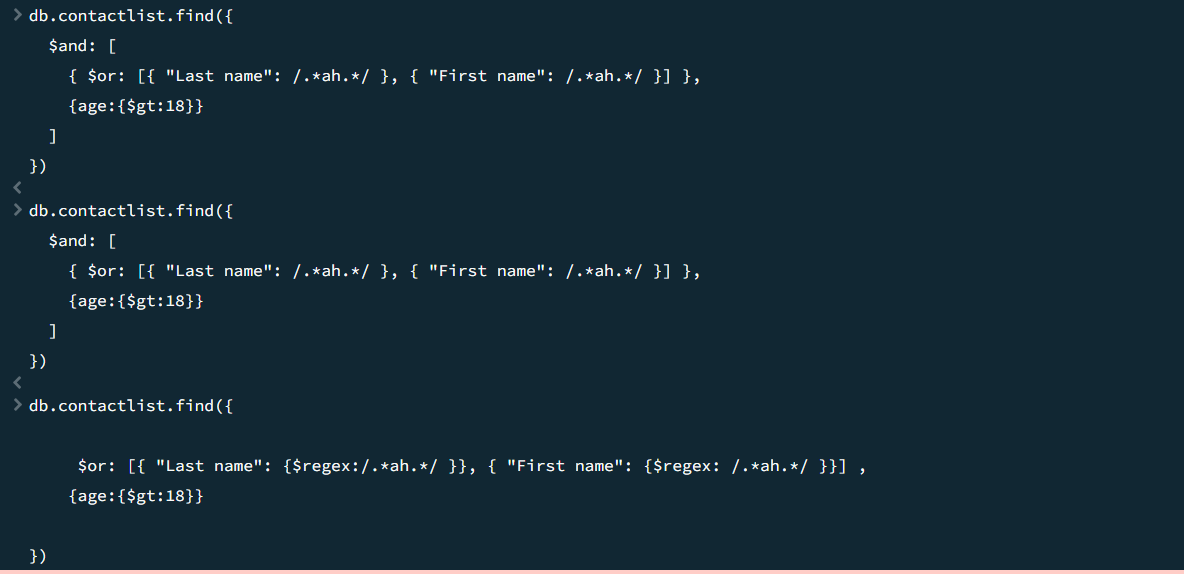 > db.contactlist.find({
$and: [
{ $or: [{ "Last name": /.*ah.*/ }, { "First name": /.*ah.*/ }] },
{age:{$gt:18}}
]
})
<
> db.contactlist.find({
$and: [
{ $or: [{ "Last name": /.*ah.*/ }, { "First name": /.*ah.*/ }] },
{age:{$gt:18}}
]
})
<
> db.contactlist.find({
$or: [{ "Last name": {$regex:/.*ah.*/ }}, { "First name": {$regex: /.*ah.*/ }}] ,
{age:{$gt:18}}
})